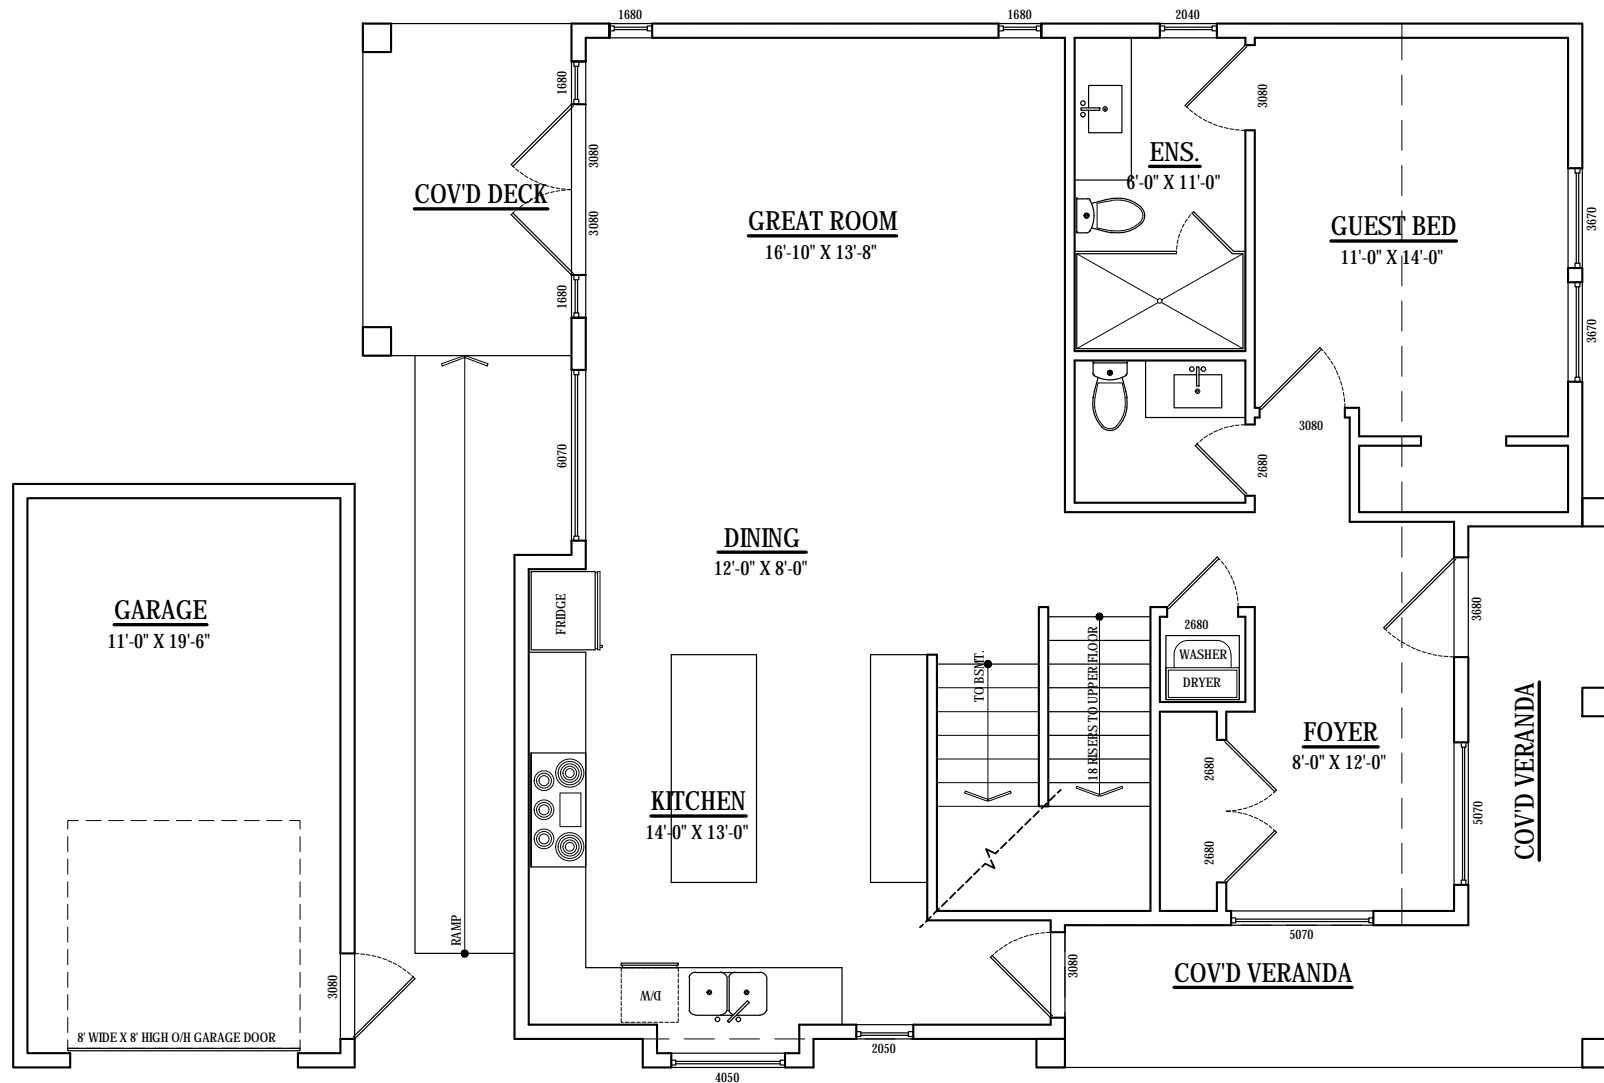 1680
1680
2040
1680
3080
3080
1680
COV'D DECK
GREAT ROOM
16'-10" X 13'-8"
ENS.
6'-0" X 11'-0"
3080
GUEST BED
11'-0" X 14'-0"
3670
3670
3080
2680
6070
DINING
12'-0" X 8'-0"
GARAGE
11'-0" X 19'-6"
FRIDGE
TO BSMT.
18 RISERS TO UPPER FLOOR
2680
WASHER
DRYER
3680
FOYER
8'-0" X 12'-0"
2680
2680
5070
COV'D VERANDA
KITCHEN
14'-0" X 13'-0"
RAMP
3080
8' WIDE X 8' HIGH O/H GARAGE DOOR
D/W
3080
5070
COV'D VERANDA
2050
4050